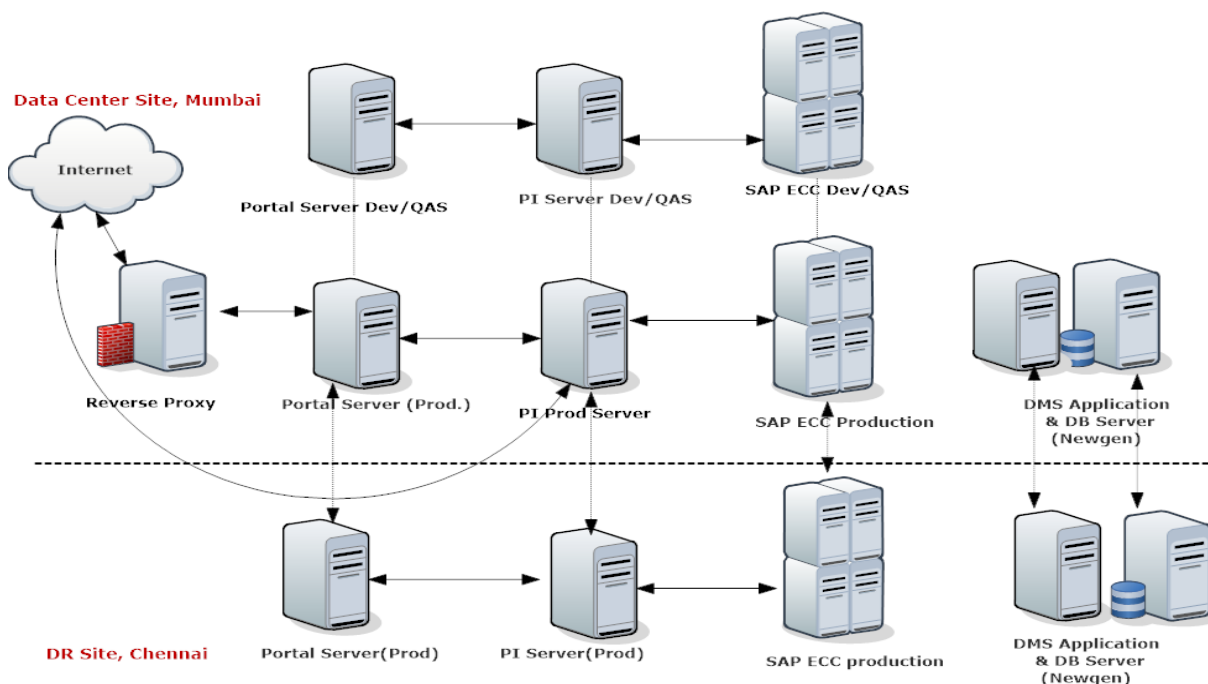 Data Center Site, Mumbai
Internet
Portal Server Dev/QAS
PI Server Dev/QAS
SAP ECC Dev/QAS
Reverse Proxy
Portal Server (Prod.)
PI Prod Server
SAP ECC Production
DMS Application
& DB Server
(Newgen)
DR Site, Chennai
Portal Server(Prod)
PI Server(Prod)
SAP ECC production
DMS Application
& DB Server
(Newgen)